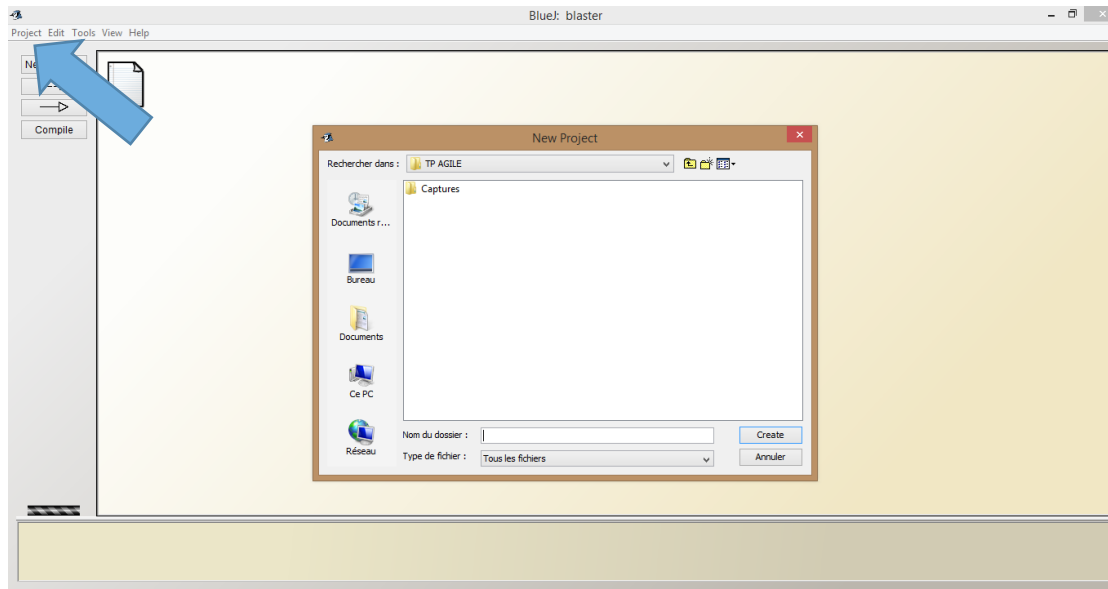 BlueJ: blaster
Project Edit Tools View Help
Compile
New Project
Rechercher dans : TP AGILE
Captures
Documents r...
Bureau
Documents
Ce PC
Réseau
Nom du dossier :
Create
Type de fichier : Tous les fichiers
Annuler